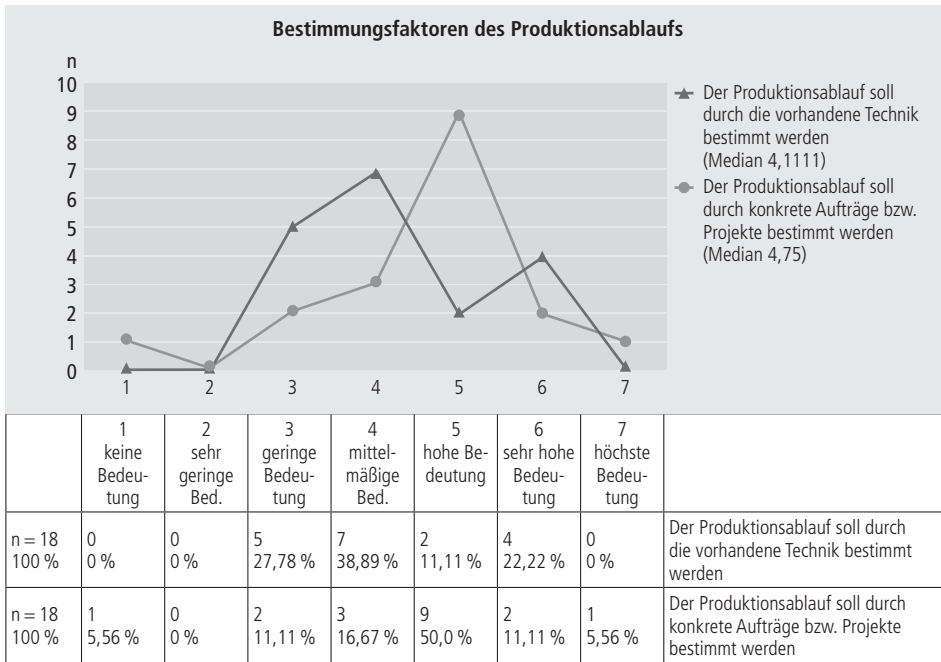 Bestimmungsfaktoren des Produktionsablaufs
n
10
9
8
7
6
5
4
3
2
1
0
1 2 3 4 5 6 7
Der Produktionsablauf soll
durch die vorhandene Technik
bestimmt werden
(Median 4,1111)
Der Produktionsablauf soll
durch konkrete Aufträge bzw.
Projekte bestimmt werden
(Median 4,75)
1
keine
Bedeu-
tung
2
sehr
geringe
Bed.
3
geringe
Bedeu-
tung
4
mittel-
mäßige
Bed.
5
hohe Be-
deutung
6
sehr hohe
Bedeu-
tung
7
höchste
Bedeu-
tung
n = 18
100 %
0
0 %
0
0 %
5
27,78 %
7
38,89 %
2
11,11 %
4
22,22 %
0
0 %
Der Produktionsablauf soll durch
die vorhandene Technik bestimmt
werden
n = 18
100 %
1
5,56 %
0
0 %
2
11,11 %
3
16,67 %
9
50,0 %
2
11,11 %
1
5,56 %
Der Produktionsablauf soll durch
konkrete Aufträge bzw. Projekte
bestimmt werden